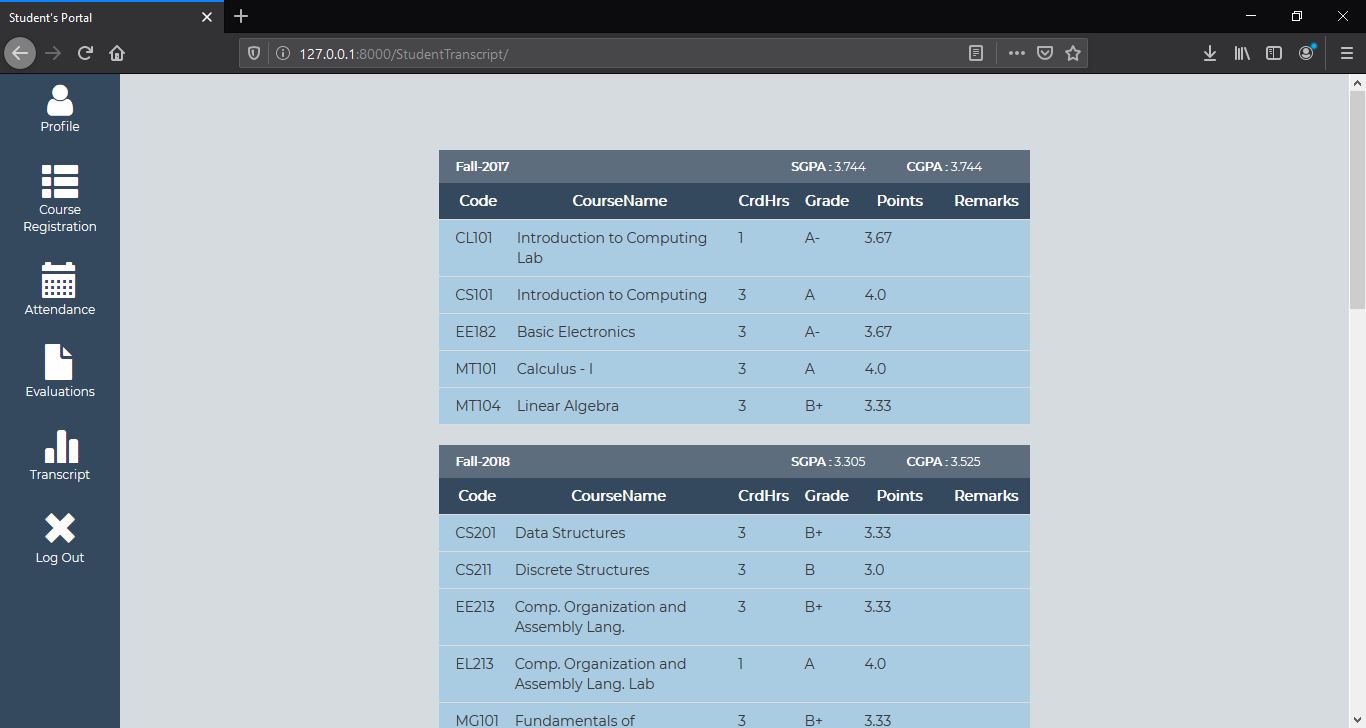 Student's Portal
127.0.0.1:8000/StudentTranscript/
Profile
Course
Registration
Attendance
Evaluations
Transcript
Log Out
Fall-2017 SGPA : 3.744 CGPA : 3.744
Code CourseName CrdHrs Grade Points Remarks
CL101 Introduction to Computing 1 A- 3.67
Lab
CS101 Introduction to Computing 3 A 4.0
EE182 Basic Electronics 3 A- 3.67
MT101 Calculus - I 3 A 4.0
MT104 Linear Algebra 3 B+ 3.33
Fall-2018 SGPA : 3.305 CGPA : 3.525
Code CourseName CrdHrs Grade Points Remarks
CS201 Data Structures 3 B+ 3.33
CS211 Discrete Structures 3 B 3.0
EE213 Comp. Organization and 3 B+ 3.33
Assembly Lang.
EL213 Comp. Organization and 1 A 4.0
Assembly Lang. Lab
MG101 Fundamentals of 3 B+ 3.33